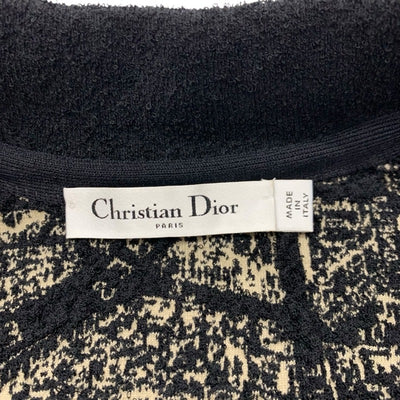 Christian Dior
PARIS
MADE
IN
ITALY